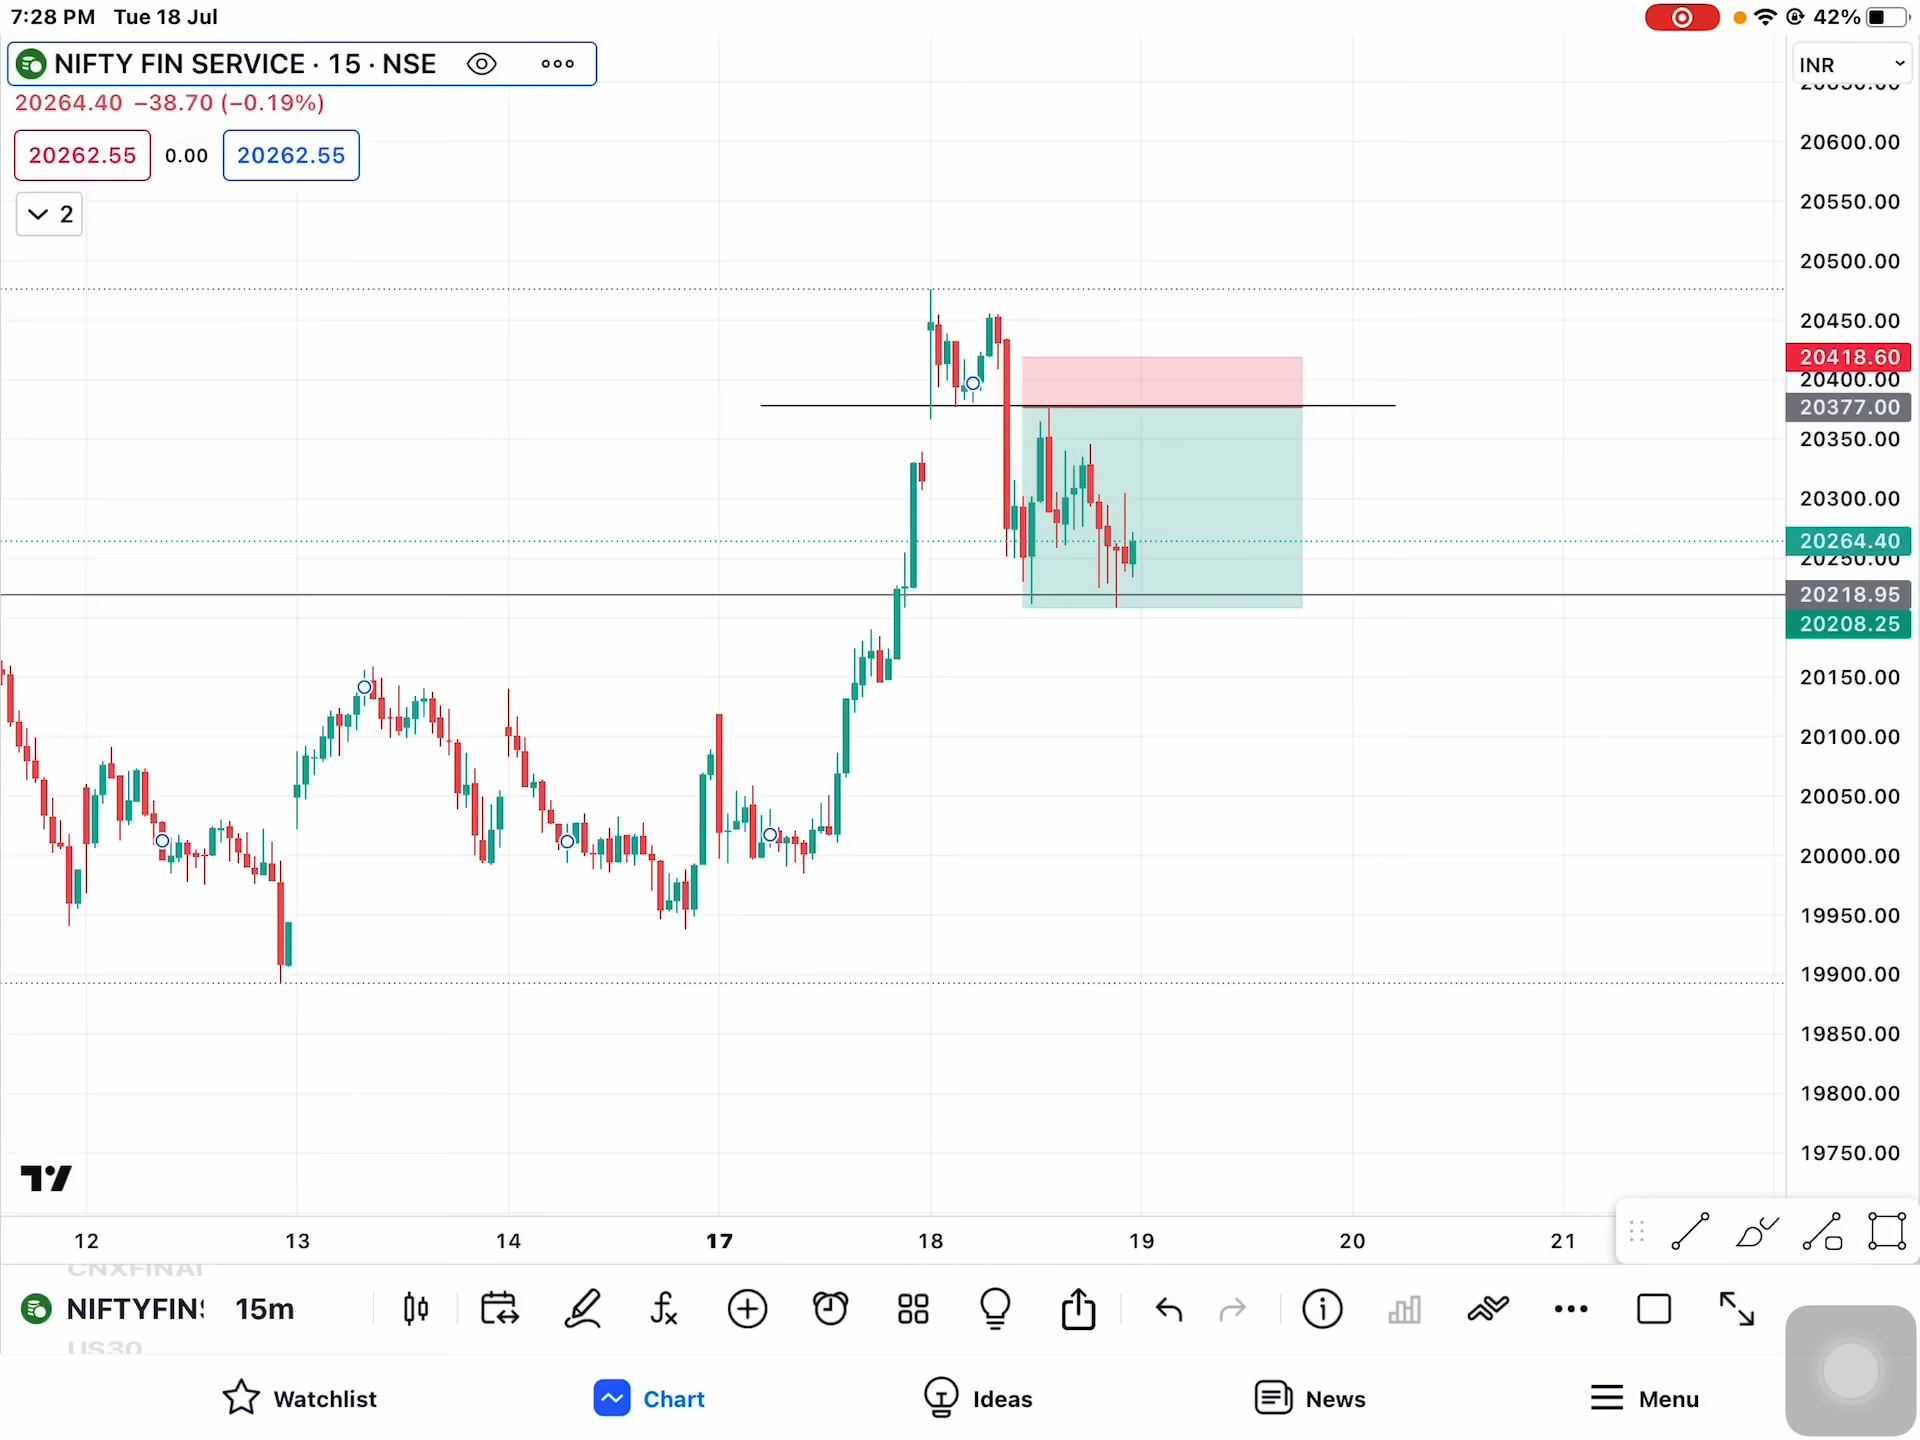 7:28 PM Tue 18 Jul
42%
NIFTY FIN SERVICE · 15 · NSE
INR
20264.40 −38.70 (−0.19%)
20262.55 0.00 20262.55
2
20600.00
20550.00
20500.00
20450.00
20418.60
20400.00
20377.00
20350.00
20300.00
20264.40
20250.00
20218.95
20208.25
20150.00
20100.00
20050.00
20000.00
19950.00
19900.00
19850.00
19800.00
19750.00
12 13 14 17 18 19 20 21
CNXFINAI
NIFTYFIN 15m
US30
Watchlist Chart Ideas News Menu